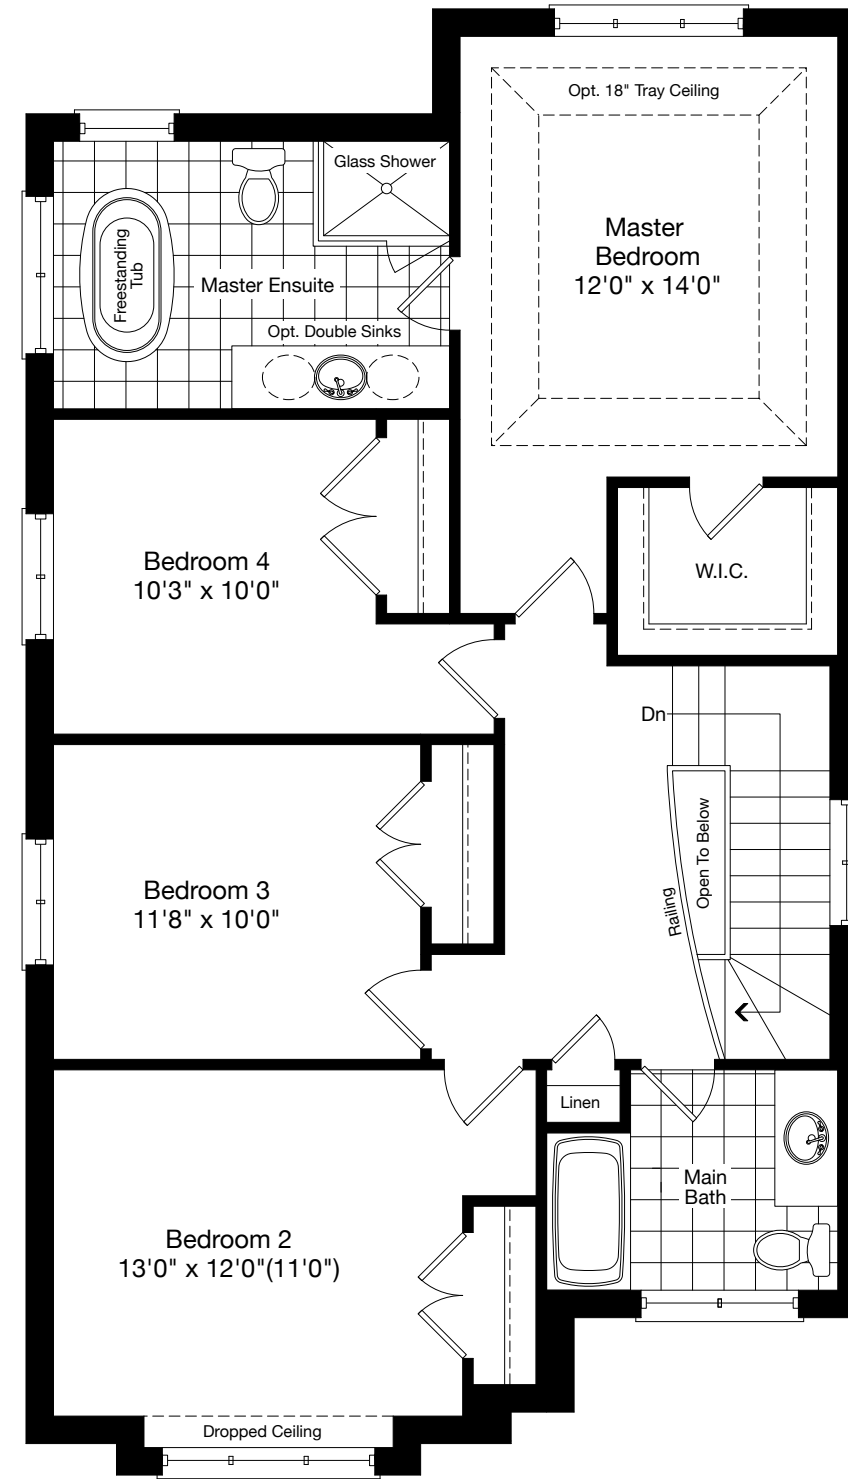 Opt. 18" Tray Ceiling
Glass Shower
Master
Bedroom
12'0" x 14'0"
Freestanding
Tub
Master Ensuite
Opt. Double Sinks
Bedroom 4
10'3" x 10'0"
W.I.C.
Dn
Open To Below
Railing
Bedroom 3
11'8" x 10'0"
Linen
Main
Bath
Bedroom 2
13'0" x 12'0"(11'0")
Dropped Ceiling